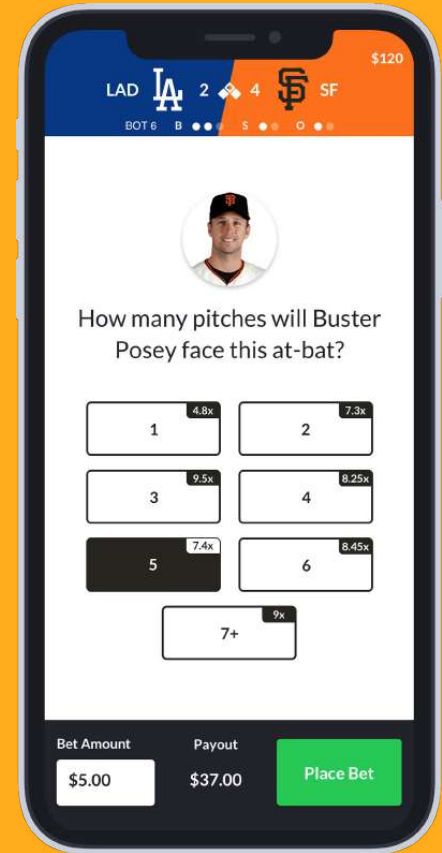 $120
LAD LA 2 4 SF SF
BOT 6 B S O
How many pitches will Buster
Posey face this at-bat?
1 4.8x
2 7.3x
3 9.5x
4 8.25x
5 7.4x
6 8.45x
7+ 9x
Bet Amount Payout
$5.00 $37.00 Place Bet